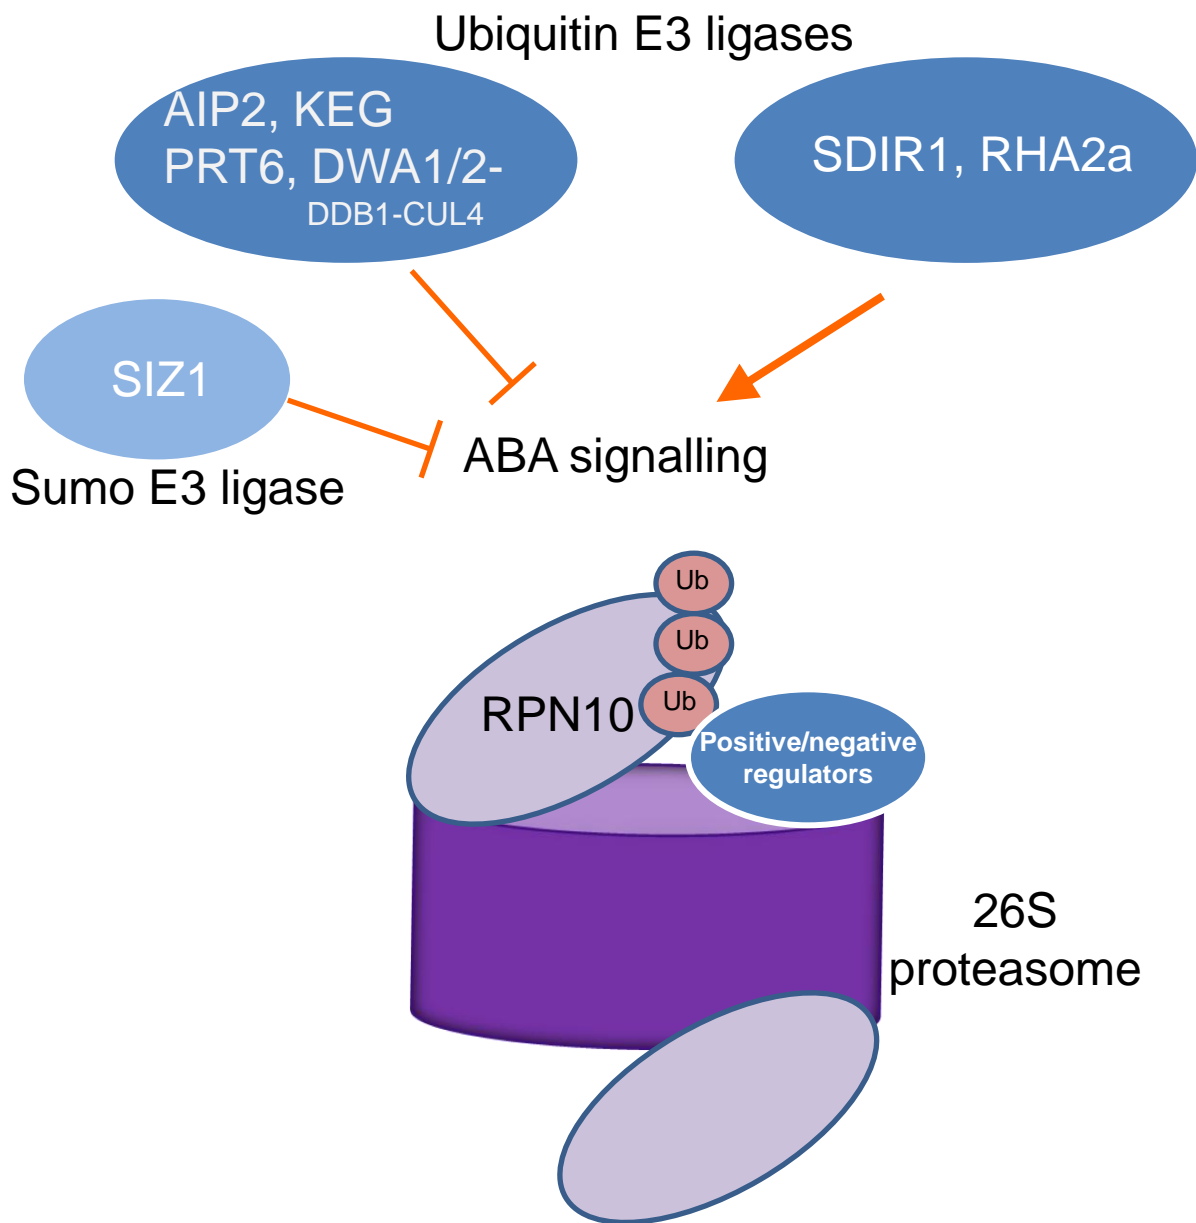 Ubiquitin E3 ligases
AIP2, KEG
PRT6, DWA1/2-
DDB1-CUL4
SDIR1, RHA2a
SIZ1
Sumo E3 ligase
ABA signalling
Ub
Ub
Ub
RPN10
Positive/negative
regulators
26S
proteasome